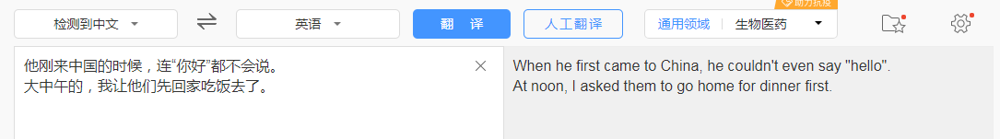 助力抗疫
检测到中文 英语 翻 译 人工翻译 通用领域 生物医药
他刚来中国的时候，连“你好”都不会说。
大中午的，我让他们先回家吃饭去了。
When he first came to China, he couldn't even say "hello".
At noon, I asked them to go home for dinner first.